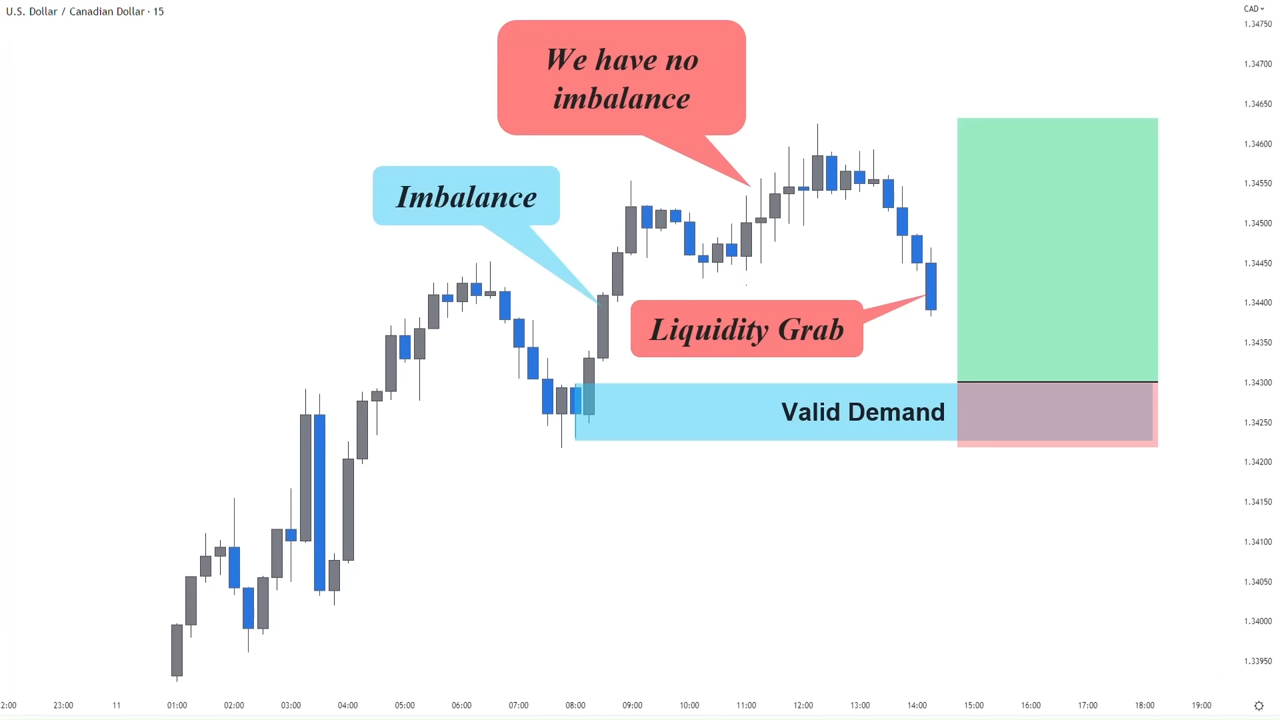 U.S. Dollar / Canadian Dollar · 15
CAD
1.34750
We have no
imbalance
1.34700
1.34650
1.34600
Imbalance
1.34550
1.34500
1.34450
1.34400
Liquidity Grab
1.34350
1.34300
Valid Demand
1.34250
1.34200
1.34150
1.34100
1.34050
1.34000
1.33950
2:00 23:00 11 01:00 02:00 03:00 04:00 05:00 06:00 07:00 08:00 09:00 10:00 11:00 12:00 13:00 14:00 15:00 16:00 17:00 18:00 19:00